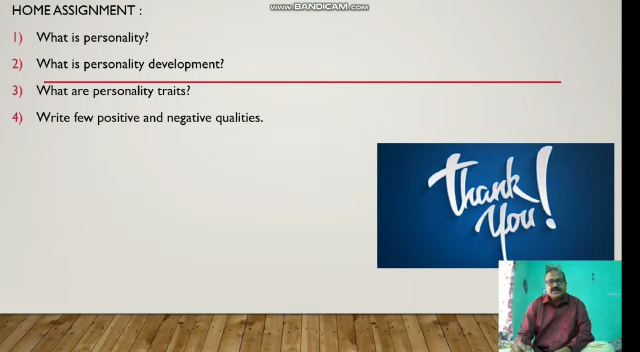 www.BANDICAM.com
HOME ASSIGNMENT :
1) What is personality?
2) What is personality development?
3) What are personality traits?
4) Write few positive and negative qualities.
Thank
You!